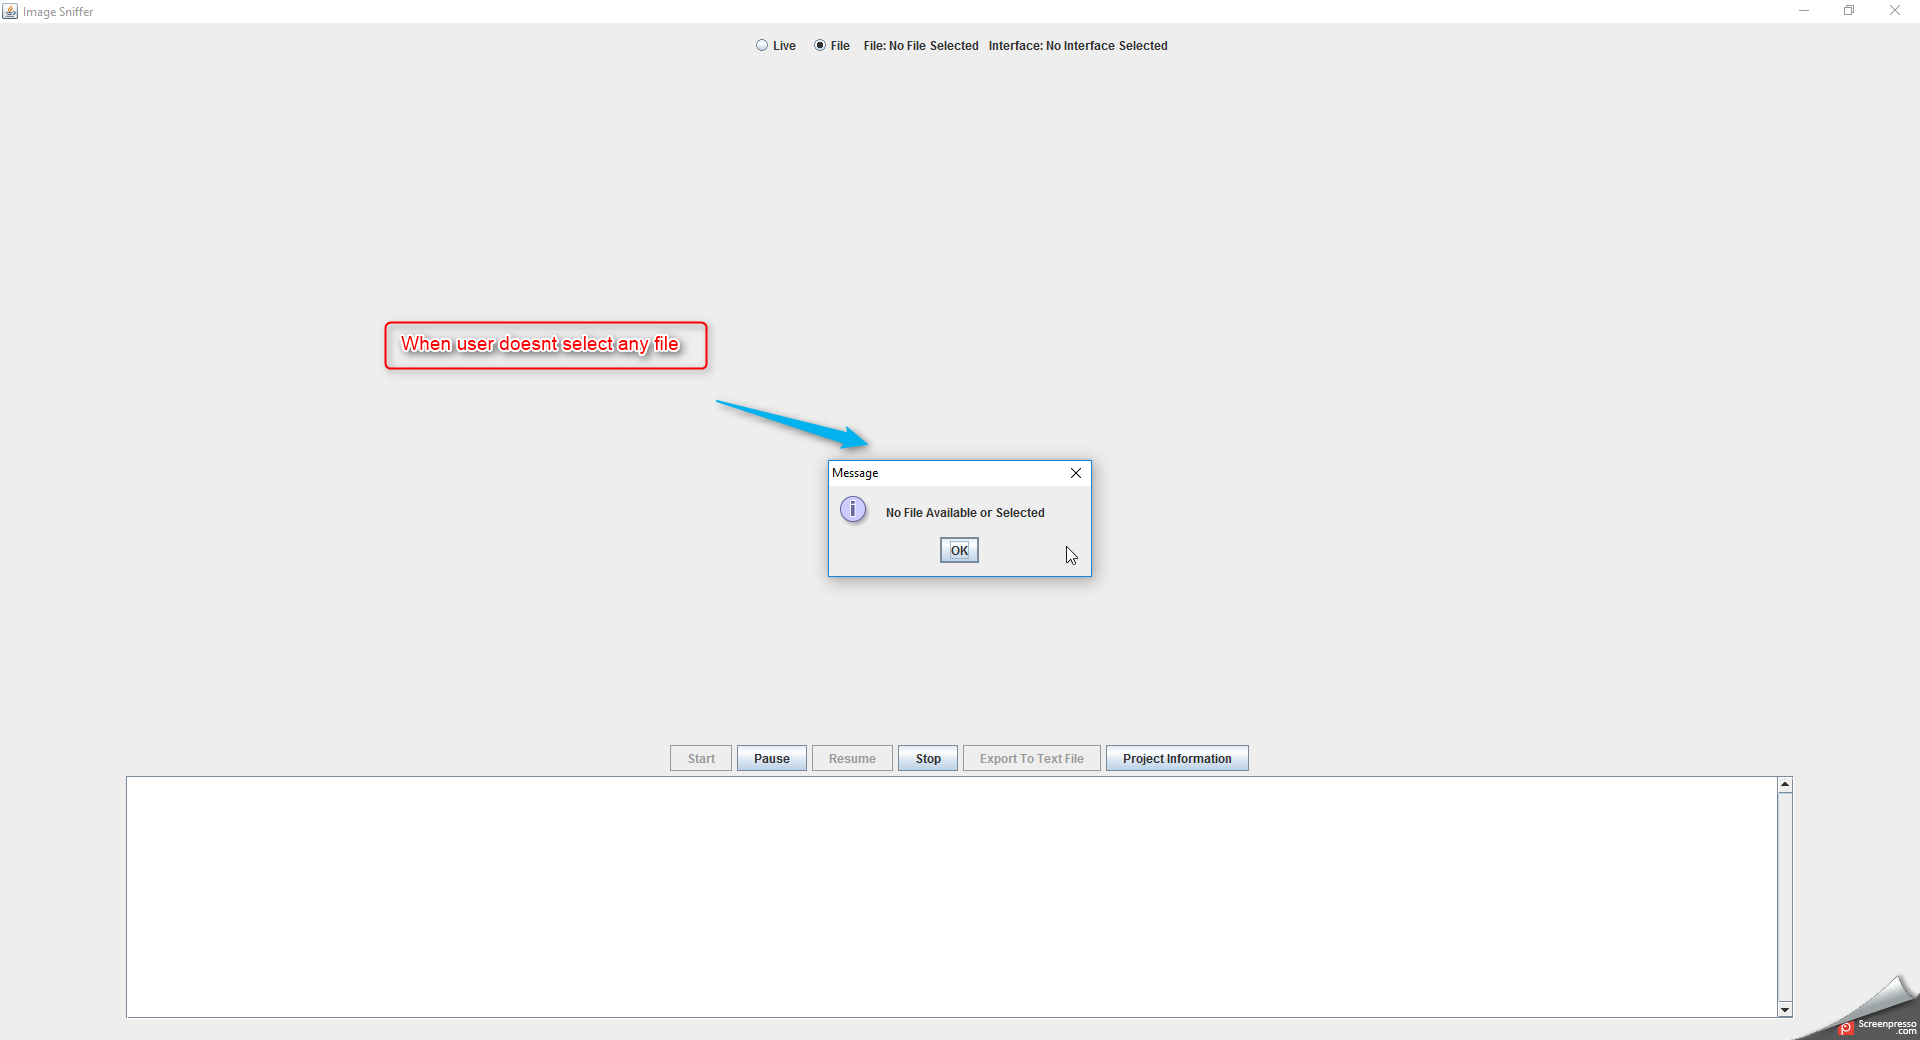 Image Sniffer
Live File File: No File Selected Interface: No Interface Selected
When user doesnt select any file
Message
i No File Available or Selected
OK
Start Pause Resume Stop Export To Text File Project Information
Screenpresso
.com